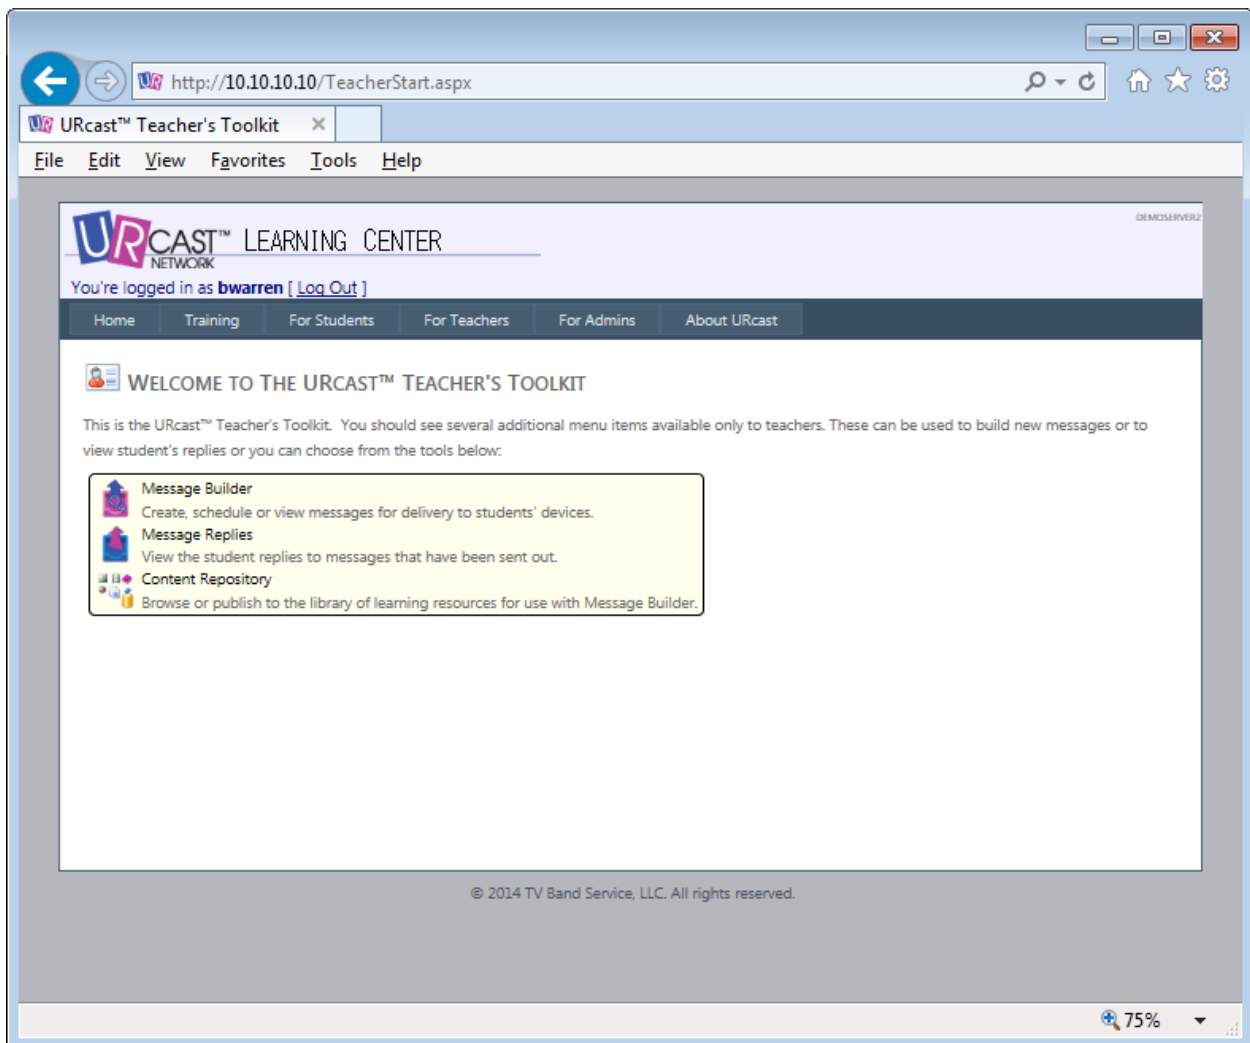 http://10.10.10.10/TeacherStart.aspx
URcast™ Teacher's Toolkit
File Edit View Favorites Tools Help
DEMOSERVER2
URCAST™ LEARNING CENTER
NETWORK
You're logged in as bwarren [ Log Out ]
Home Training For Students For Teachers For Admins About URcast
WELCOME TO THE URCAST™ TEACHER'S TOOLKIT
This is the URcast™ Teacher's Toolkit. You should see several additional menu items available only to teachers. These can be used to build new messages or to
view student's replies or you can choose from the tools below:
Message Builder
Create, schedule or view messages for delivery to students' devices.
Message Replies
View the student replies to messages that have been sent out.
Content Repository
Browse or publish to the library of learning resources for use with Message Builder.
© 2014 TV Band Service, LLC. All rights reserved.
75%